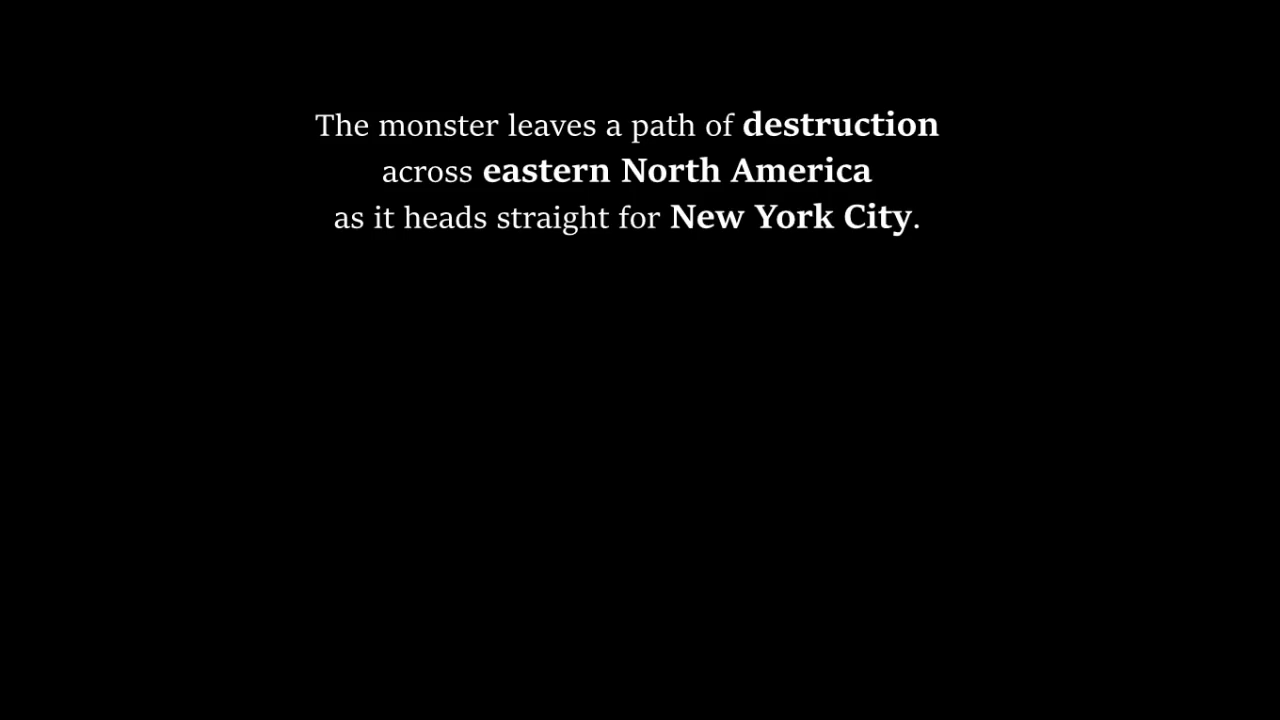 The monster leaves a path of destruction
across eastern North America
as it heads straight for New York City.